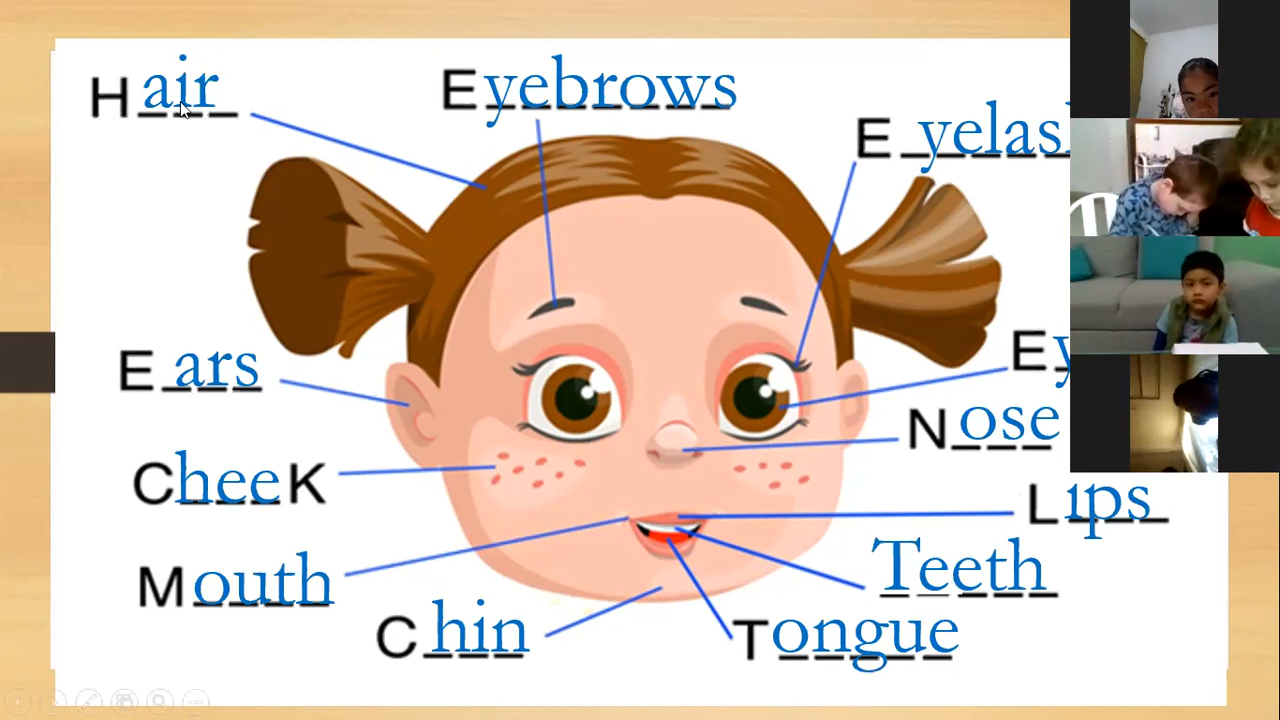 Hair
Eyebrows
Eyelas
Ears
Ey
Nose
CheeK
Lips
Mouth
Teeth
Chin
Tongue